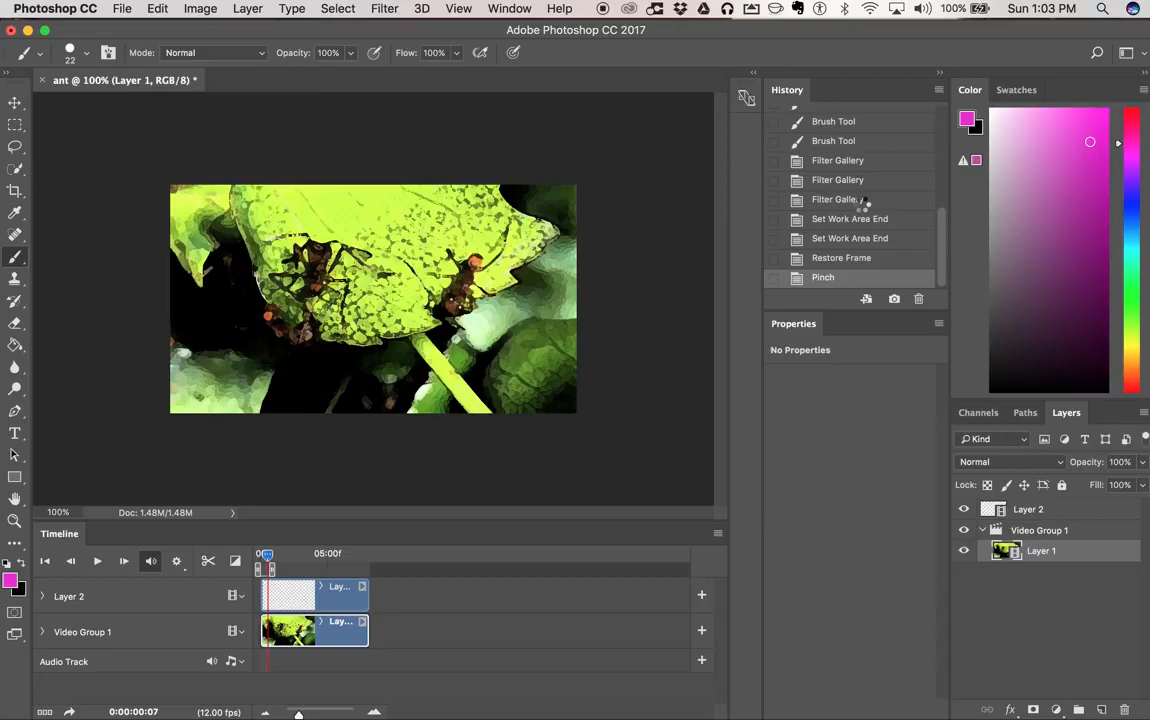 Photoshop CC File Edit Image Layer Type Select Filter 3D View Window Help 100% Sun 1:03 PM
Adobe Photoshop CC 2017
22 Mode: Normal Opacity: 100% Flow: 100%
ant @ 100% (Layer 1, RGB/8) *
History
Brush Tool
Brush Tool
Filter Gallery
Filter Gallery
Filter Gallery
Set Work Area End
Set Work Area End
Restore Frame
Pinch
Properties
No Properties
Color Swatches
Channels Paths Layers
Kind
Normal Opacity: 100%
Lock: Fill: 100%
Layer 2
Video Group 1
Layer 1
100% Doc: 1.48M/1.48M
Timeline
05:00f
Layer 2 Lay...
Video Group 1 Lay...
Audio Track
0:00:00:07 (12.00 fps)